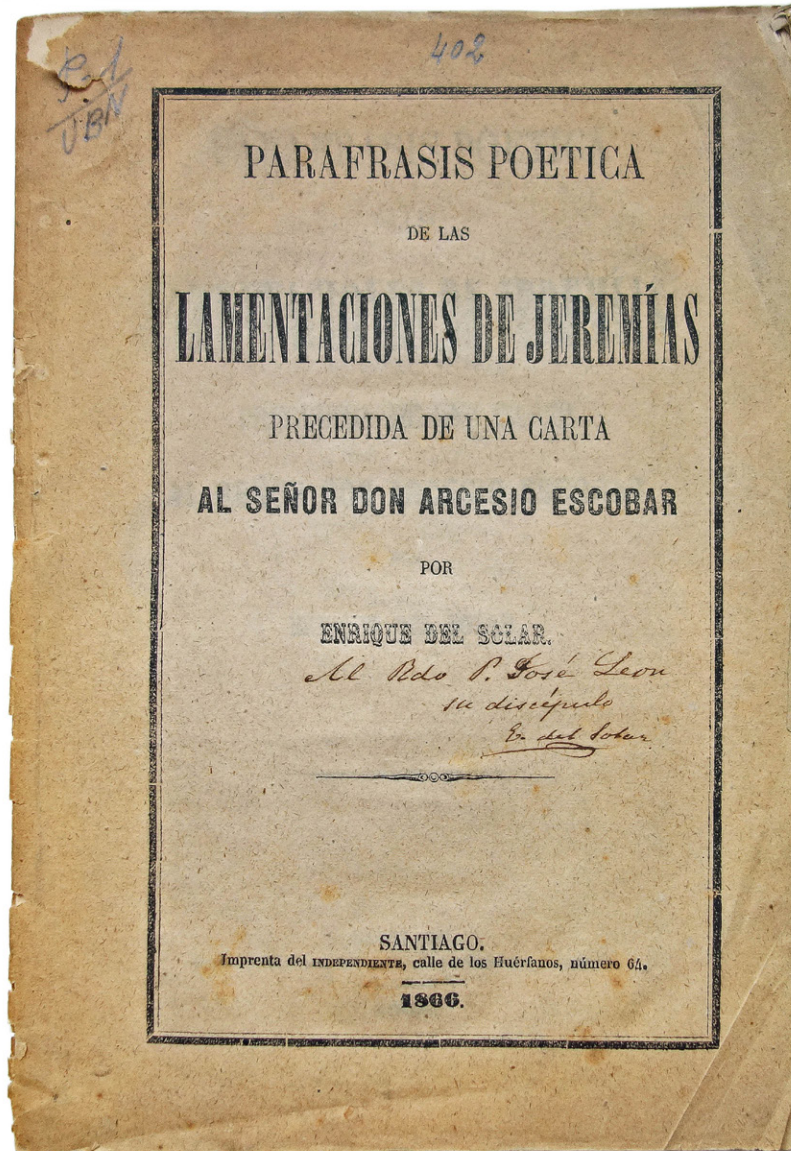 402
UBN
PARAFRASIS POETICA
DE LAS
LAMENTACIONES DE JEREMÍAS
PRECEDIDA DE UNA CARTA
AL SEÑOR DON ARCESIO ESCOBAR
POR
ENRIQUE DEL SOLAR.
Al Rdo P. José Leon
su discípulo
E. del Solar
SANTIAGO.
Imprenta del INDEPENDIENTE, calle de los Huérfanos, número 64.
1866.